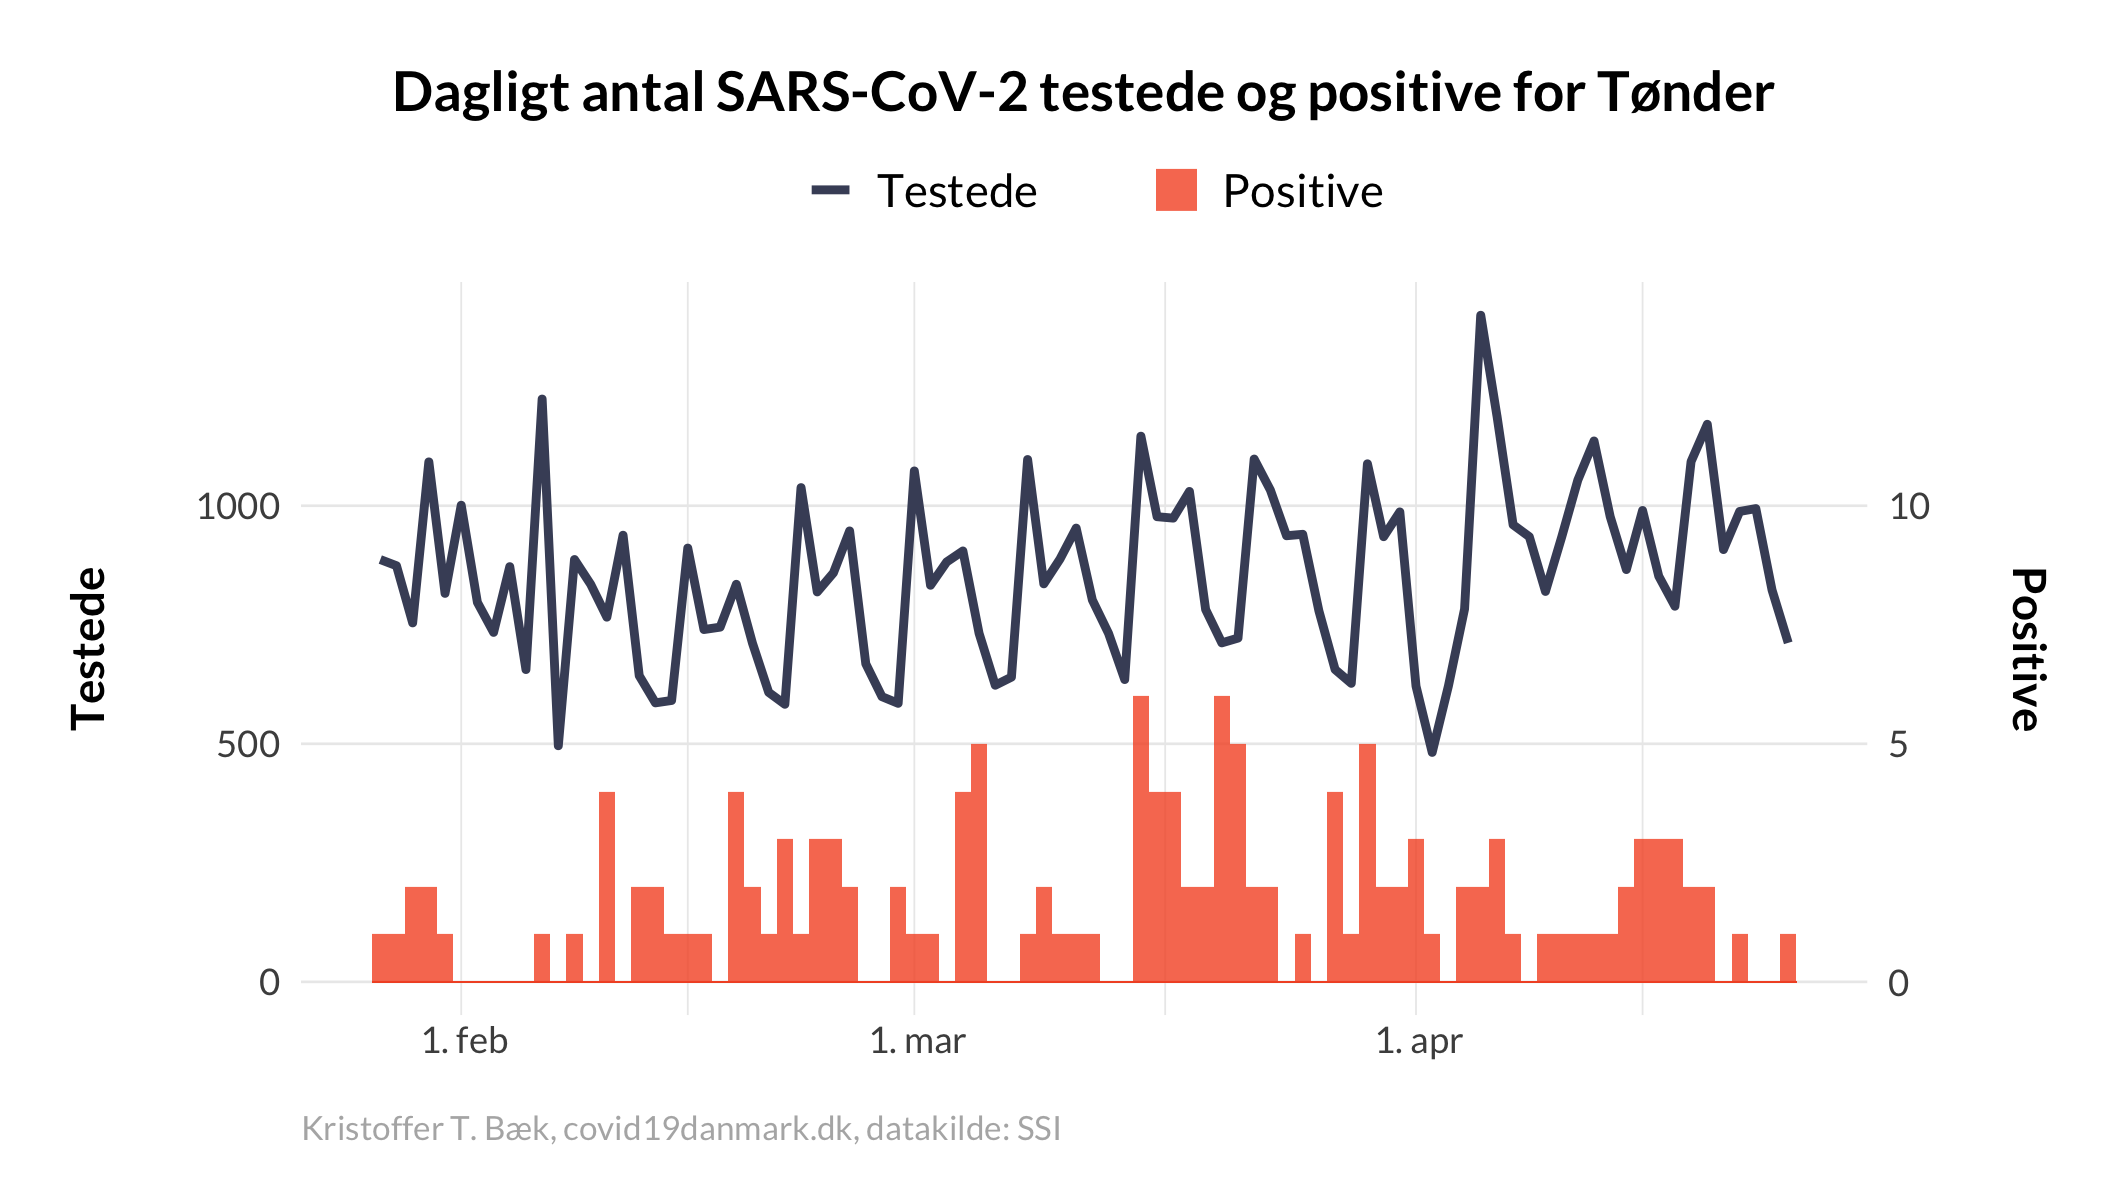 Dagligt antal SARS-CoV-2 testede og positive for Tønder
Testede
Positive
1000
500
0
10
5
0
Testede
Positive
1. feb
1. mar
1. apr
Kristoffer T. Bæk, covid19danmark.dk, datakilde: SSI